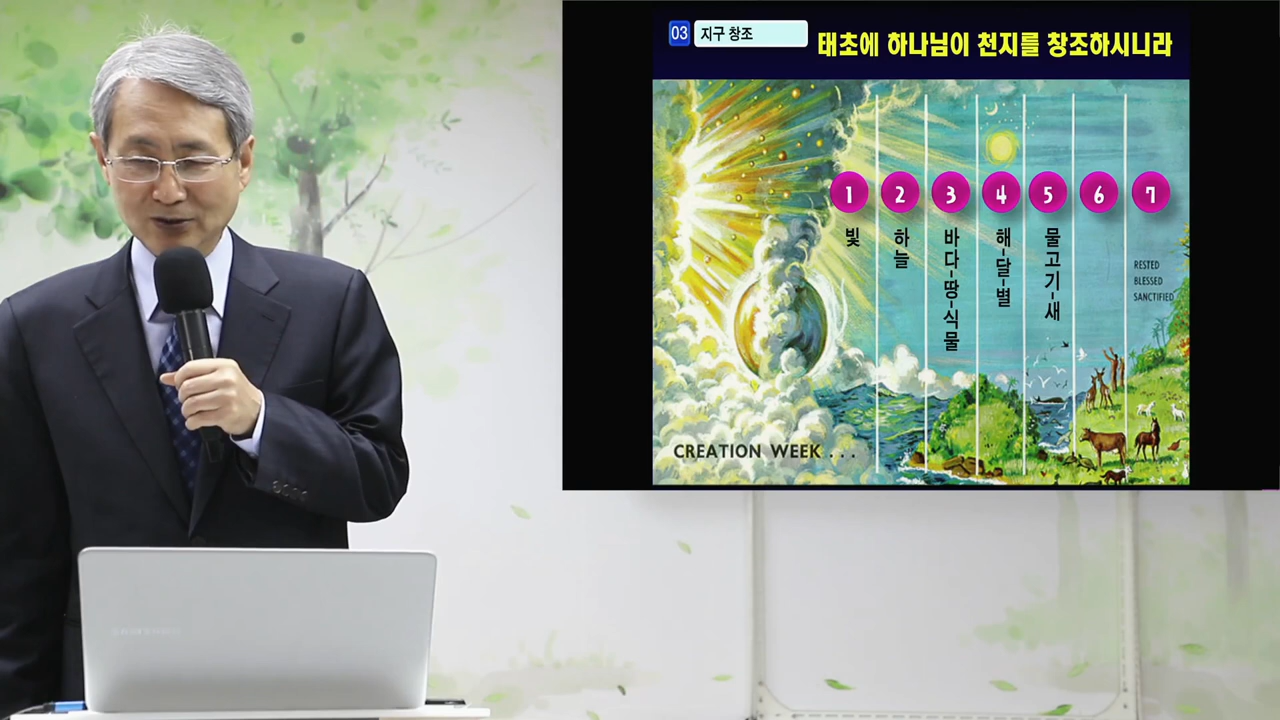 03 지구 창조
태초에 하나님이 천지를 창조하시니라
1 2 3 4 5 6 7
빛
하늘
바다-땅-식물
해-달-별
물고기-새
RESTED
BLESSED
SANCTIFIED
CREATION WEEK . . .